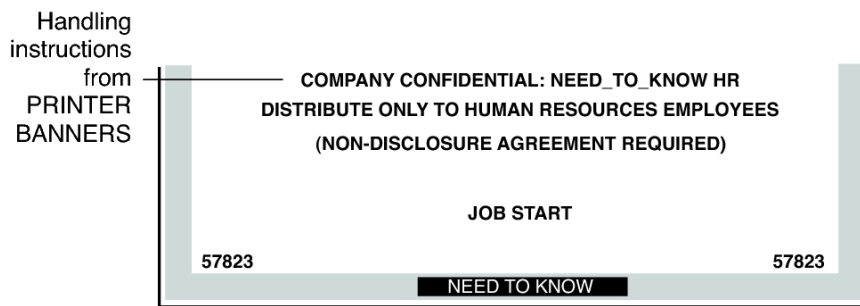 Handling
instructions
from
PRINTER
BANNERS
COMPANY CONFIDENTIAL: NEED_TO_KNOW HR
DISTRIBUTE ONLY TO HUMAN RESOURCES EMPLOYEES
(NON-DISCLOSURE AGREEMENT REQUIRED)
JOB START
57823 57823
NEED TO KNOW